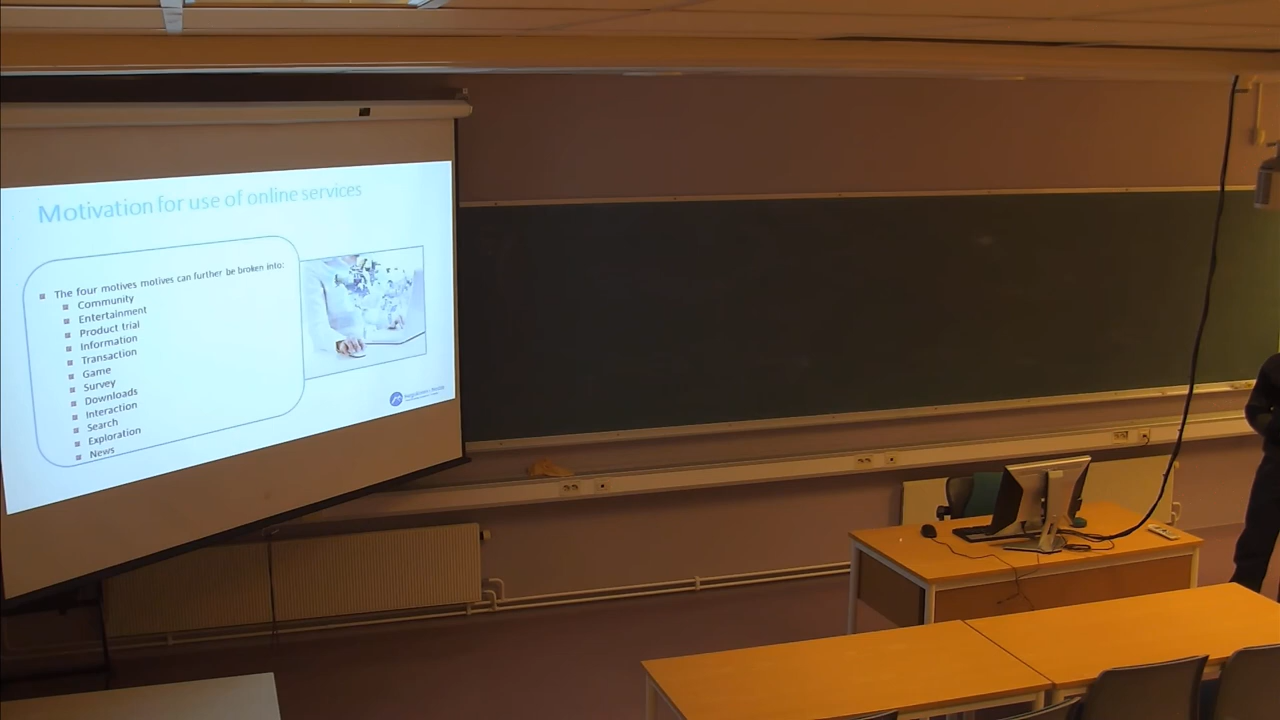 Motivation for use of online services
The four motives motives can further be broken into:
Community
Entertainment
Product trial
Information
Transaction
Game
Survey
Downloads
Interaction
Search
Exploration
News